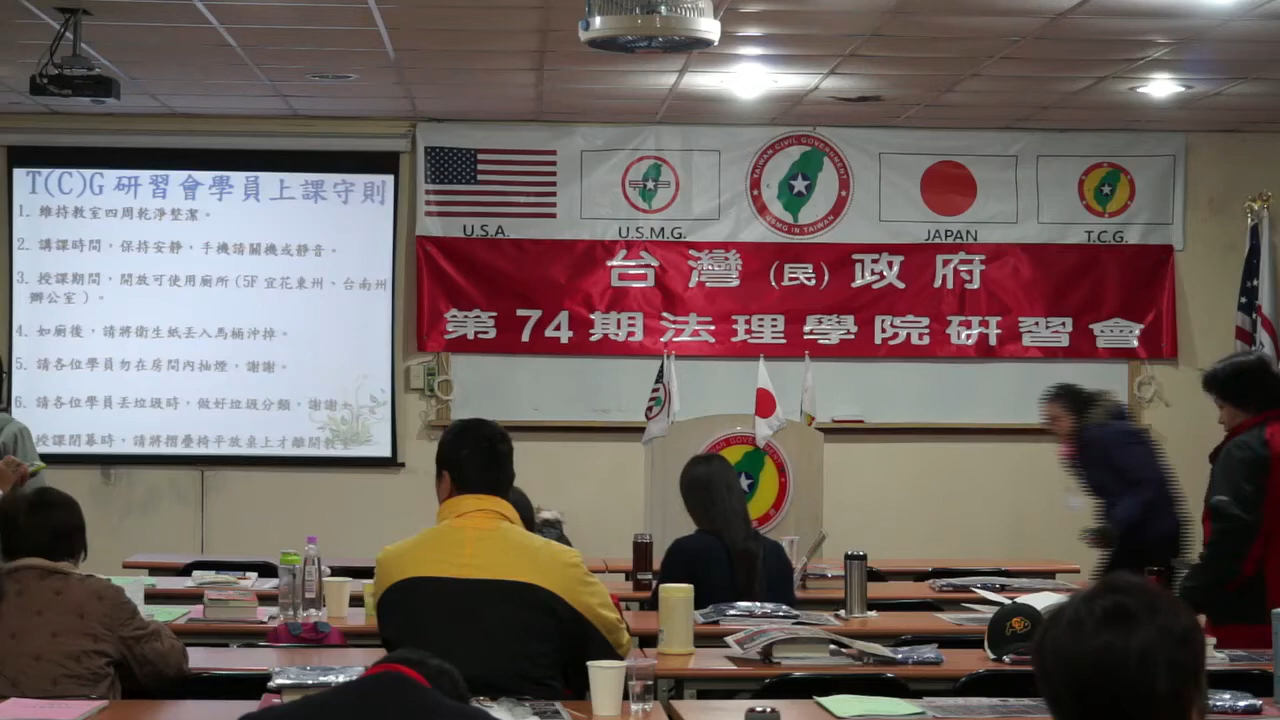 T(C)G 研習會學員上課守則
1. 維持教室四周乾淨整潔。
2. 講課時間，保持安靜，手機請關機或靜音。
3. 授課期間，開放可使用廁所(5F 宜花東州、台南州
辦公室)。
4. 如廁後，請將衛生紙丟入馬桶沖掉。
5. 請各位學員勿在房間內抽煙，謝謝。
6. 請各位學員丟垃圾時，做好垃圾分類，謝謝
授課閉幕時，請將摺疊椅平放桌上才離開教室
TAIWAN CIVIL GOVERNMENT
USMG IN TAIWAN
U.S.A.
U.S.M.G.
JAPAN
T.C.G.
台灣(民)政府
第74期法理學院研習會